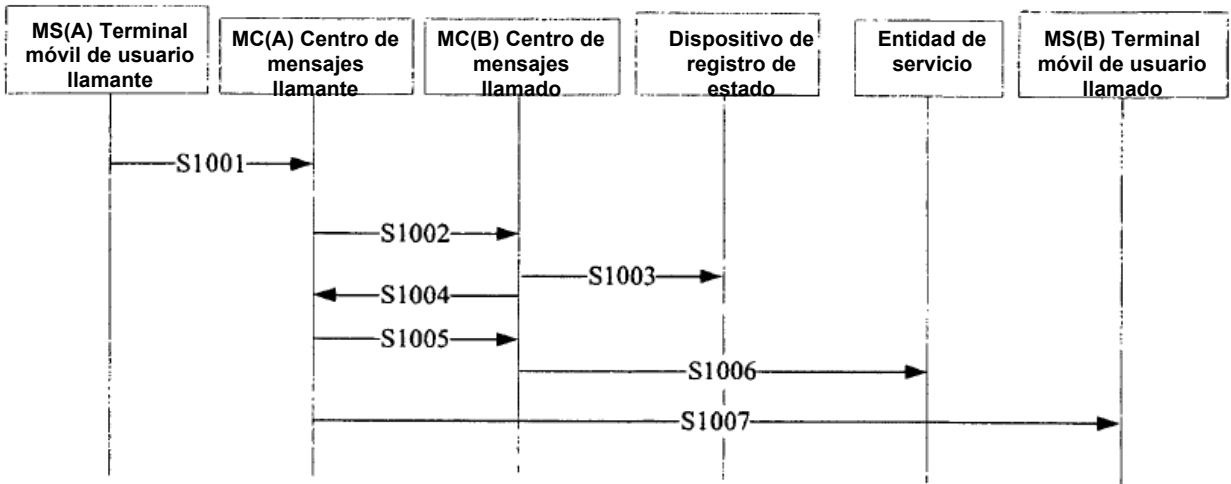 MS(A) Terminal
móvil de usuario
llamante
MC(A) Centro de
mensajes
llamante
MC(B) Centro de
mensajes
llamado
Dispositivo de
registro de
estado
Entidad de
servicio
MS(B) Terminal
móvil de usuario
llamado
S1001
S1002
S1003
S1004
S1005
S1006
S1007